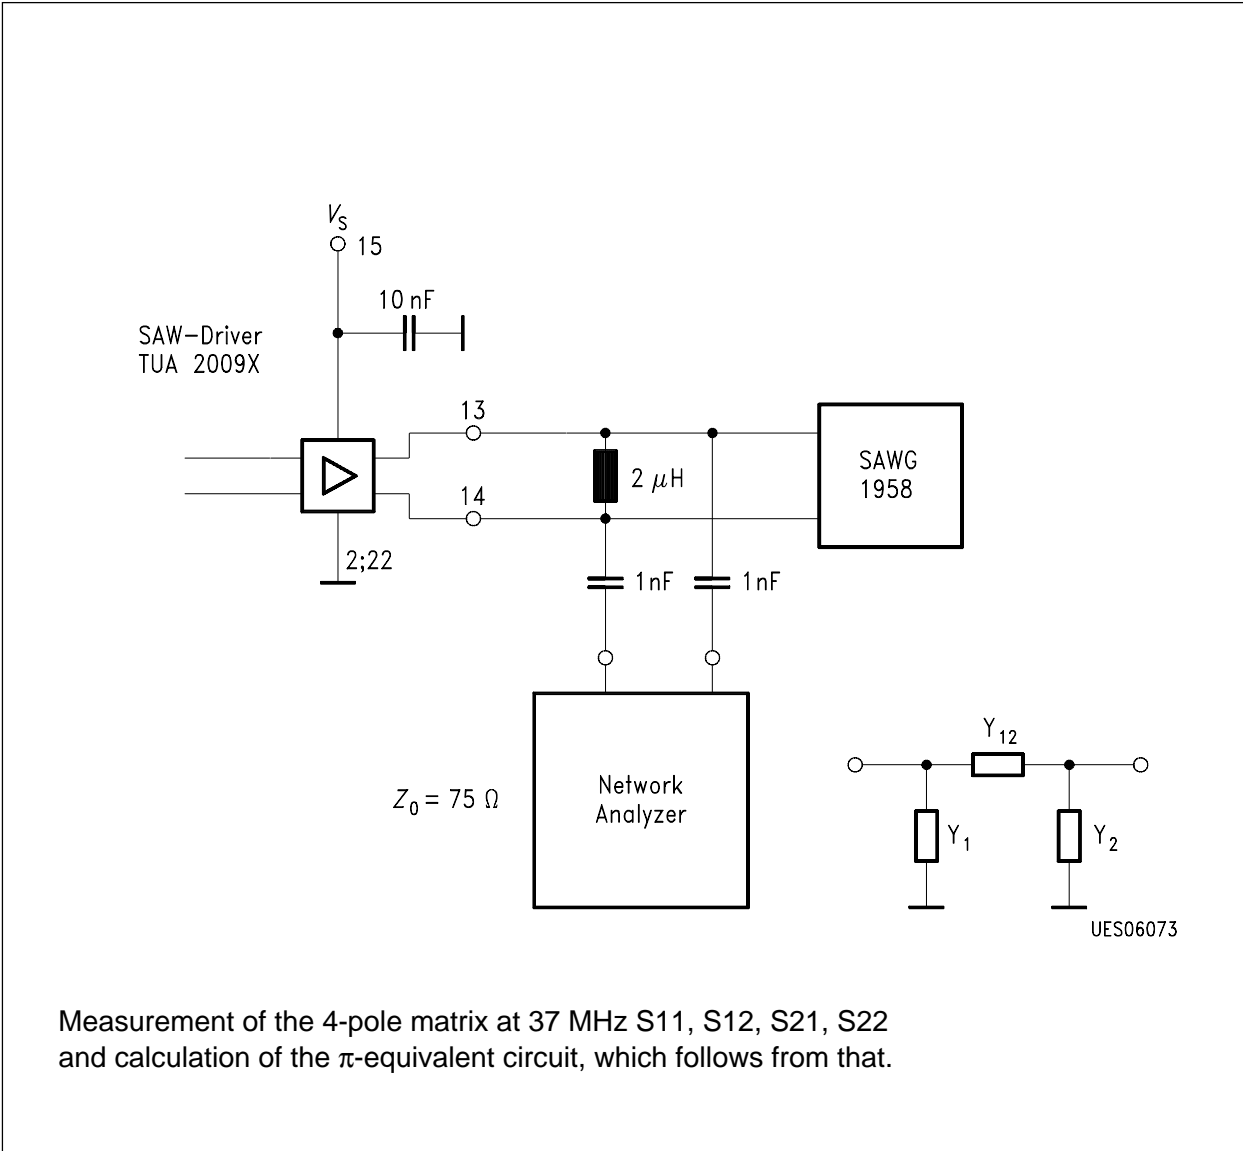 V_S
15
10 nF
SAW-Driver
TUA 2009X
13
SAWG
1958
2 μH
14
2;22
1nF
1nF
Y_12
Network
Analyzer
Z_0 = 75 Ω
Y_1
Y_2
UES06073
Measurement of the 4-pole matrix at 37 MHz S11, S12, S21, S22
and calculation of the π-equivalent circuit, which follows from that.